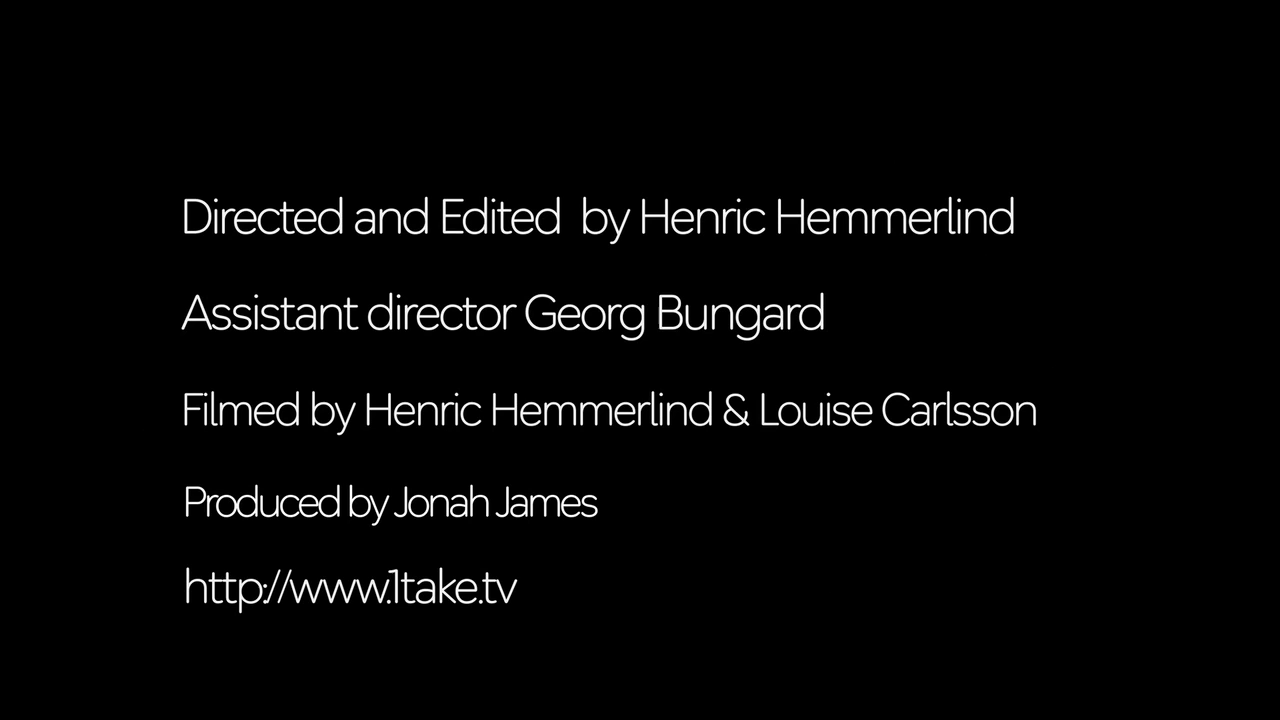 Directed and Edited  by Henric Hemmerlind
Assistant director Georg Bungard
Filmed by Henric Hemmerlind & Louise Carlsson
Produced by Jonah James
http://www.1take.tv